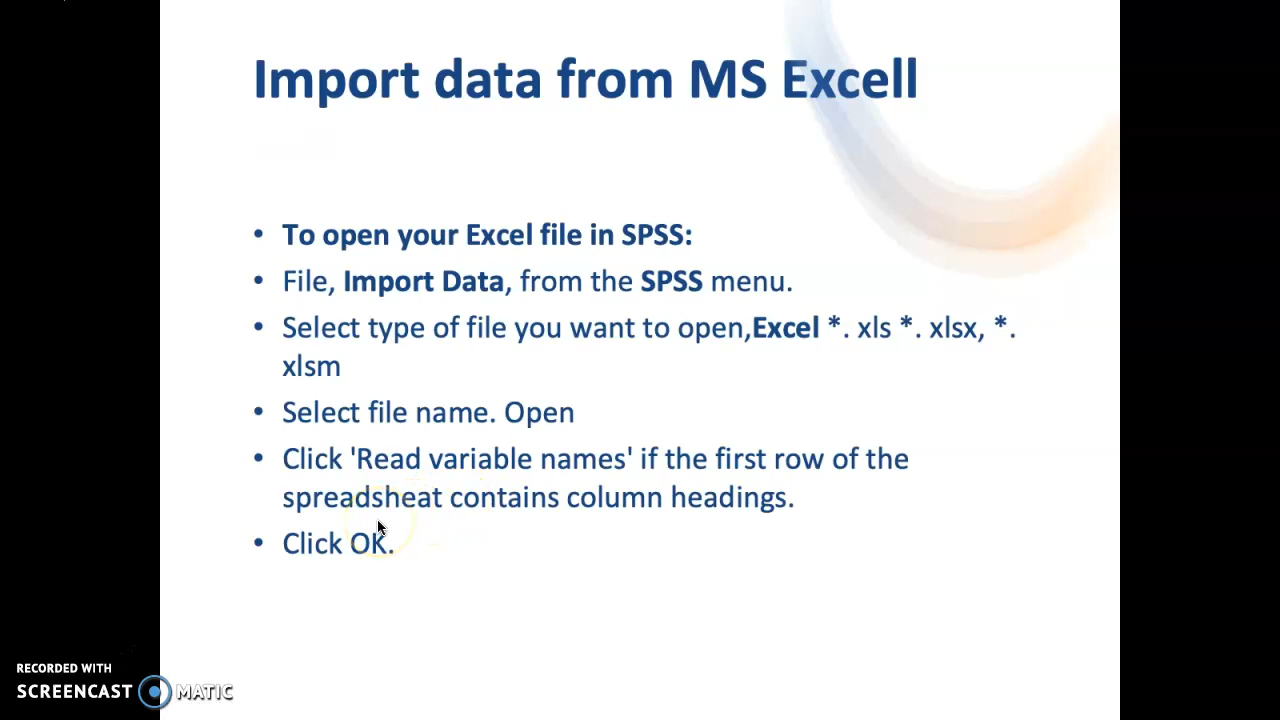 Import data from MS Excell
• To open your Excel file in SPSS:
• File, Import Data, from the SPSS menu.
• Select type of file you want to open,Excel *. xls *. xlsx, *.
xlsm
• Select file name. Open
• Click 'Read variable names' if the first row of the
spreadsheat contains column headings.
• Click OK.
RECORDED WITH
SCREENCAST MATIC